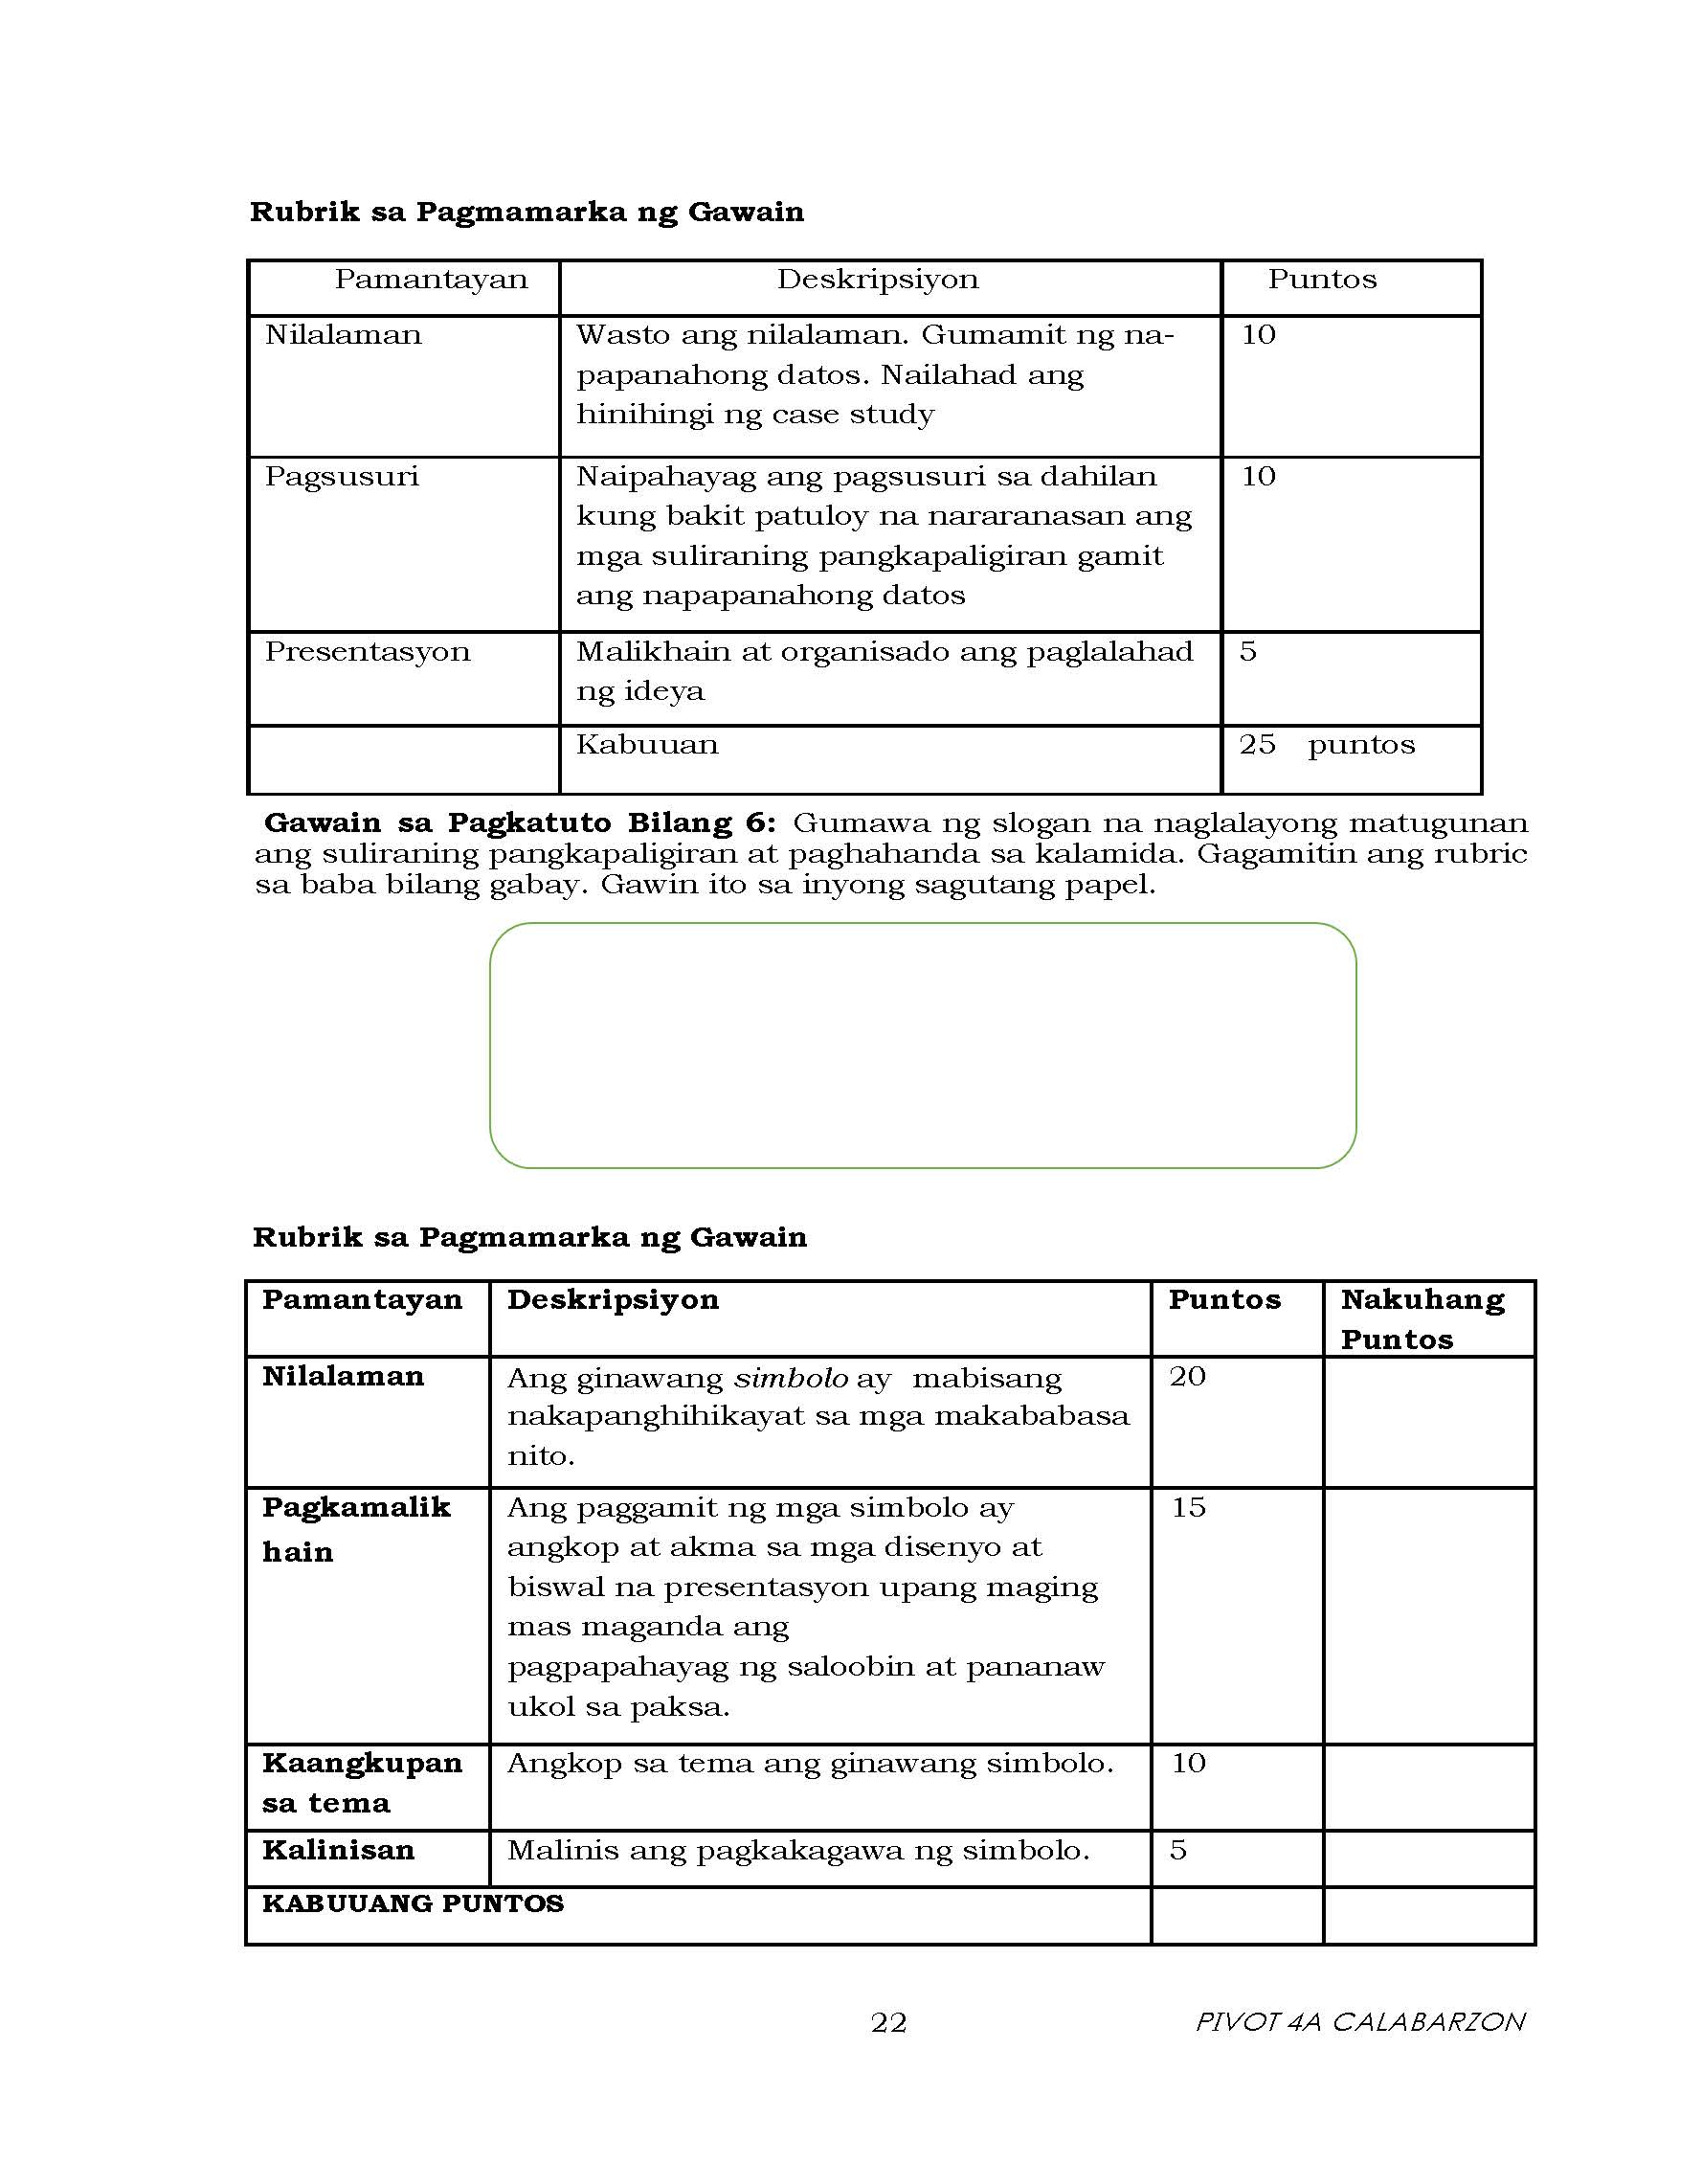 Rubrik sa Pagmamarka ng Gawain
Pamantayan Deskripsiyon Puntos
Nilalaman Wasto ang nilalaman. Gumamit ng na- 10
papanahong datos. Nailahad ang
hinihingi ng case study
Pagsusuri Naipahayag ang pagsusuri sa dahilan 10
kung bakit patuloy na nararanasan ang
mga suliraning pangkapaligiran gamit
ang napapanahong datos
Presentasyon Malikhain at organisado ang paglalahad 5
ng ideya
Kabuuan 25 puntos
Gawain sa Pagkatuto Bilang 6: Gumawa ng slogan na naglalayong matugunan
ang suliraning pangkapaligiran at paghahanda sa kalamida. Gagamitin ang rubric
sa baba bilang gabay. Gawin ito sa inyong sagutang papel.
Rubrik sa Pagmamarka ng Gawain
Pamantayan Deskripsiyon Puntos Nakuhang
Puntos
Nilalaman Ang ginawang simbolo ay mabisang 20
nakapanghihikayat sa mga makababasa
nito.
Pagkamalik Ang paggamit ng mga simbolo ay 15
hain angkop at akma sa mga disenyo at
biswal na presentasyon upang maging
mas maganda ang
pagpapahayag ng saloobin at pananaw
ukol sa paksa.
Kaangkupan Angkop sa tema ang ginawang simbolo. 10
sa tema
Kalinisan Malinis ang pagkakagawa ng simbolo. 5
KABUUANG PUNTOS
22 PIVOT 4A CALABARZON